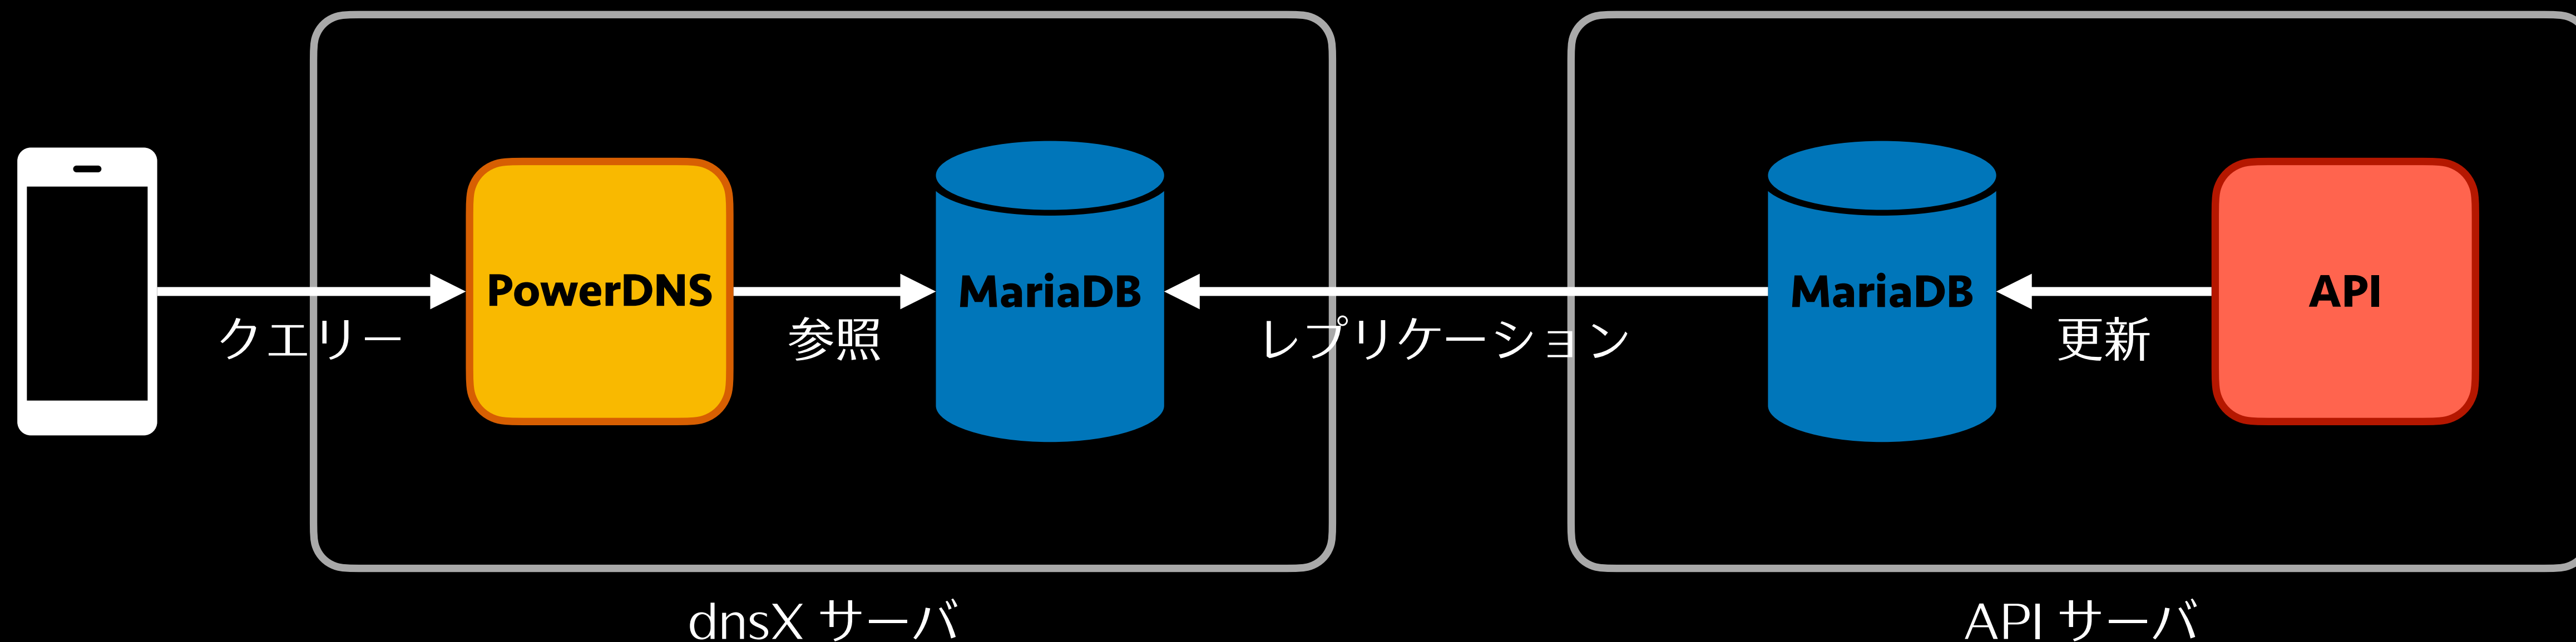 PowerDNS
MariaDB
MariaDB
API
クエリー
参照
レプリケーション
更新
dnsX サーバ
API サーバ